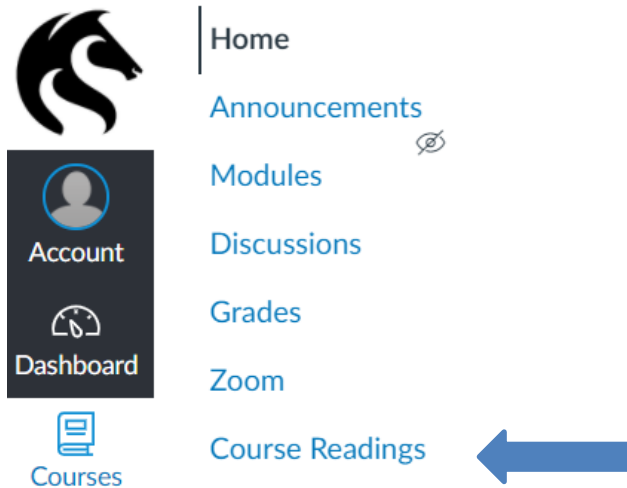 Home
Announcements
Modules
Discussions
Grades
Zoom
Course Readings
Account
Dashboard
Courses